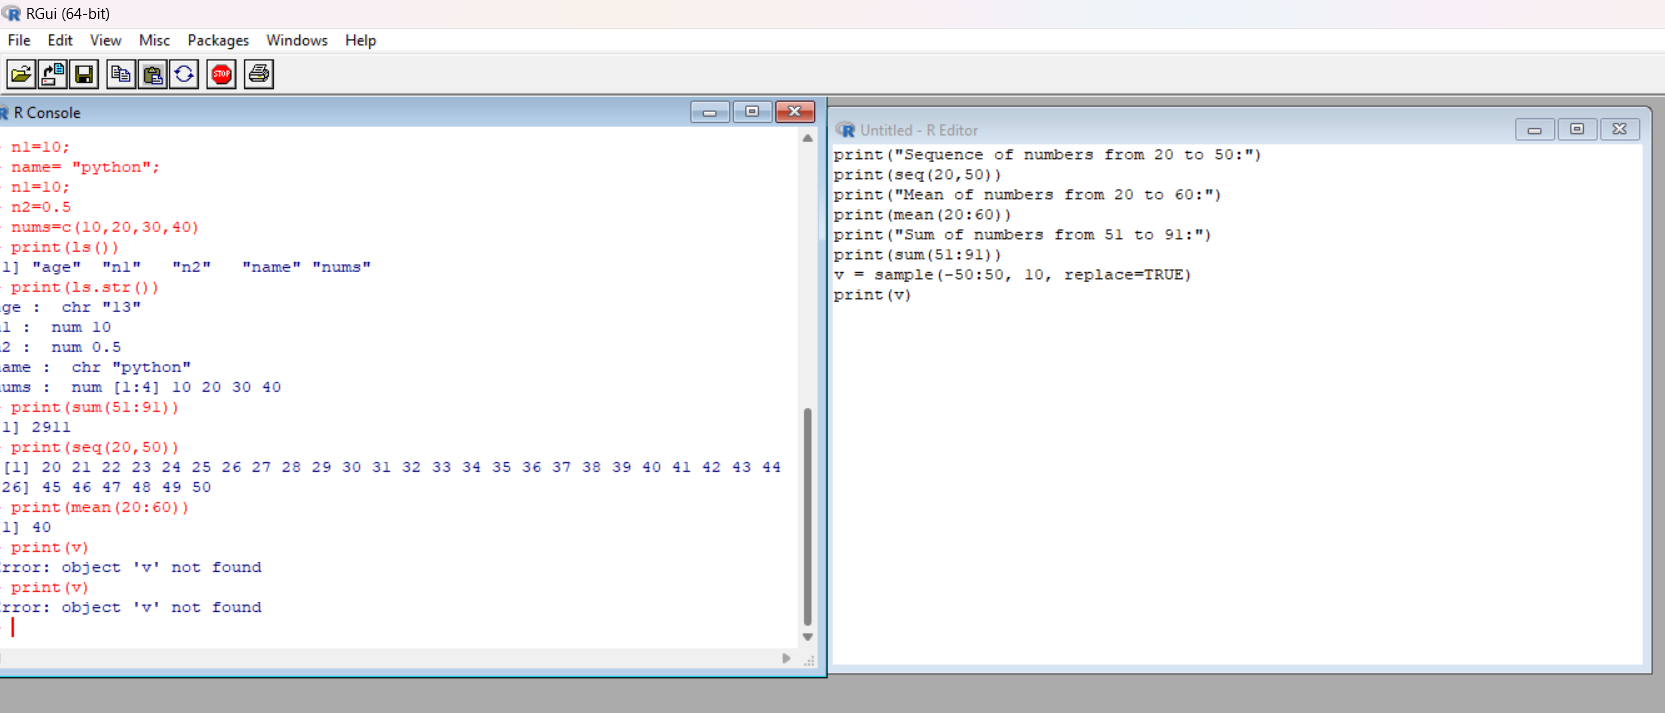 RGui (64-bit)
File Edit View Misc Packages Windows Help
STOP
R Console
n1=10;
name= "python";
n1=10;
n2=0.5
nums=c(10,20,30,40)
print(ls())
1] "age"  "n1"   "n2"   "name" "nums"
print(ls.str())
ge :  chr "13"
1 :  num 10
2 :  num 0.5
ame :  chr "python"
ums :  num [1:4] 10 20 30 40
print(sum(51:91))
1] 2911
print(seq(20,50))
[1] 20 21 22 23 24 25 26 27 28 29 30 31 32 33 34 35 36 37 38 39 40 41 42 43 44
26] 45 46 47 48 49 50
print(mean(20:60))
1] 40
print(v)
rror: object 'v' not found
print(v)
rror: object 'v' not found
Untitled - R Editor
print("Sequence of numbers from 20 to 50:")
print(seq(20,50))
print("Mean of numbers from 20 to 60:")
print(mean(20:60))
print("Sum of numbers from 51 to 91:")
print(sum(51:91))
v = sample(-50:50, 10, replace=TRUE)
print(v)